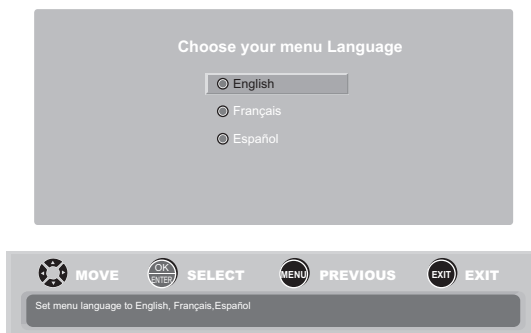 Choose your menu Language
English
Français
Español
MOVE OK ENTER SELECT MENU PREVIOUS EXIT EXIT
Set menu language to English, Français,Español